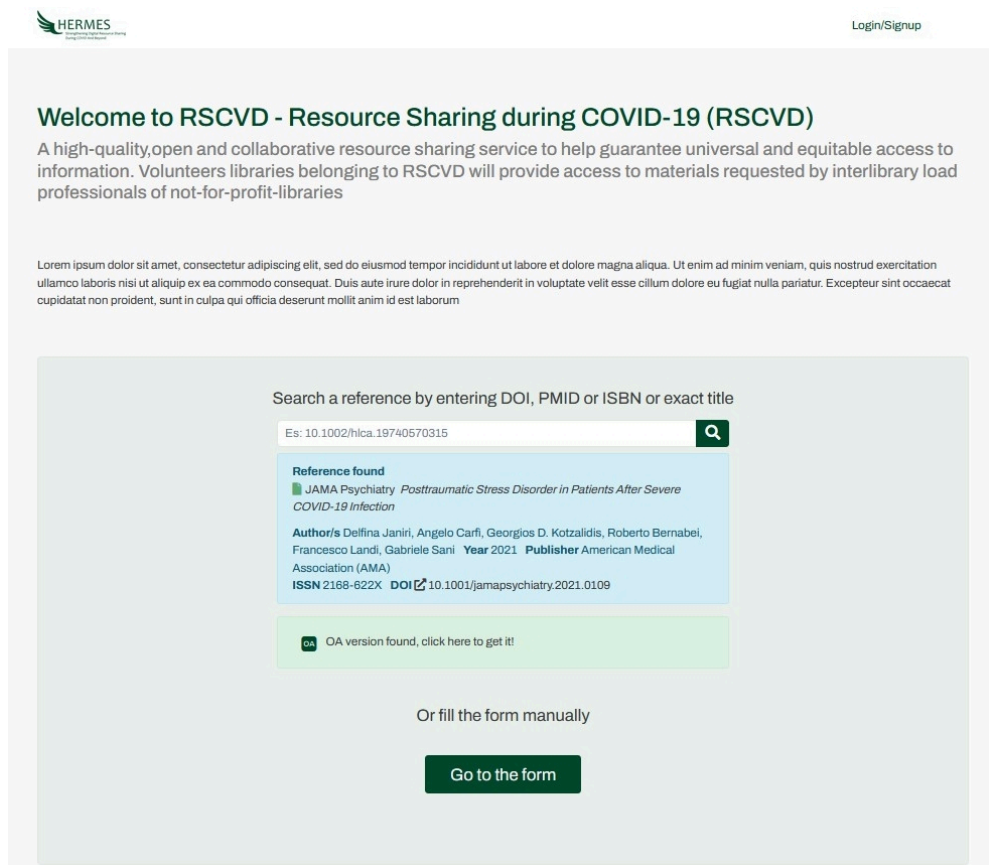 HERMES
Strengthening Digital Resource Sharing
During COVID and Beyond
Login/Signup
Welcome to RSCVD - Resource Sharing during COVID-19 (RSCVD)
A high-quality,open and collaborative resource sharing service to help guarantee universal and equitable access to
information. Volunteers libraries belonging to RSCVD will provide access to materials requested by interlibrary load
professionals of not-for-profit-libraries
Lorem ipsum dolor sit amet, consectetur adipiscing elit, sed do eiusmod tempor incididunt ut labore et dolore magna aliqua. Ut enim ad minim veniam, quis nostrud exercitation
ullamco laboris nisi ut aliquip ex ea commodo consequat. Duis aute irure dolor in reprehenderit in voluptate velit esse cillum dolore eu fugiat nulla pariatur. Excepteur sint occaecat
cupidatat non proident, sunt in culpa qui officia deserunt mollit anim id est laborum
Search a reference by entering DOI, PMID or ISBN or exact title
Es: 10.1002/hlca.19740570315
Reference found
JAMA Psychiatry Posttraumatic Stress Disorder in Patients After Severe
COVID-19 Infection
Author/s Delfina Janiri, Angelo Carfì, Georgios D. Kotzalidis, Roberto Bernabei,
Francesco Landi, Gabriele Sani Year 2021 Publisher American Medical
Association (AMA)
ISSN 2168-622X DOI 10.1001/jamapsychiatry.2021.0109
OA OA version found, click here to get it!
Or fill the form manually
Go to the form